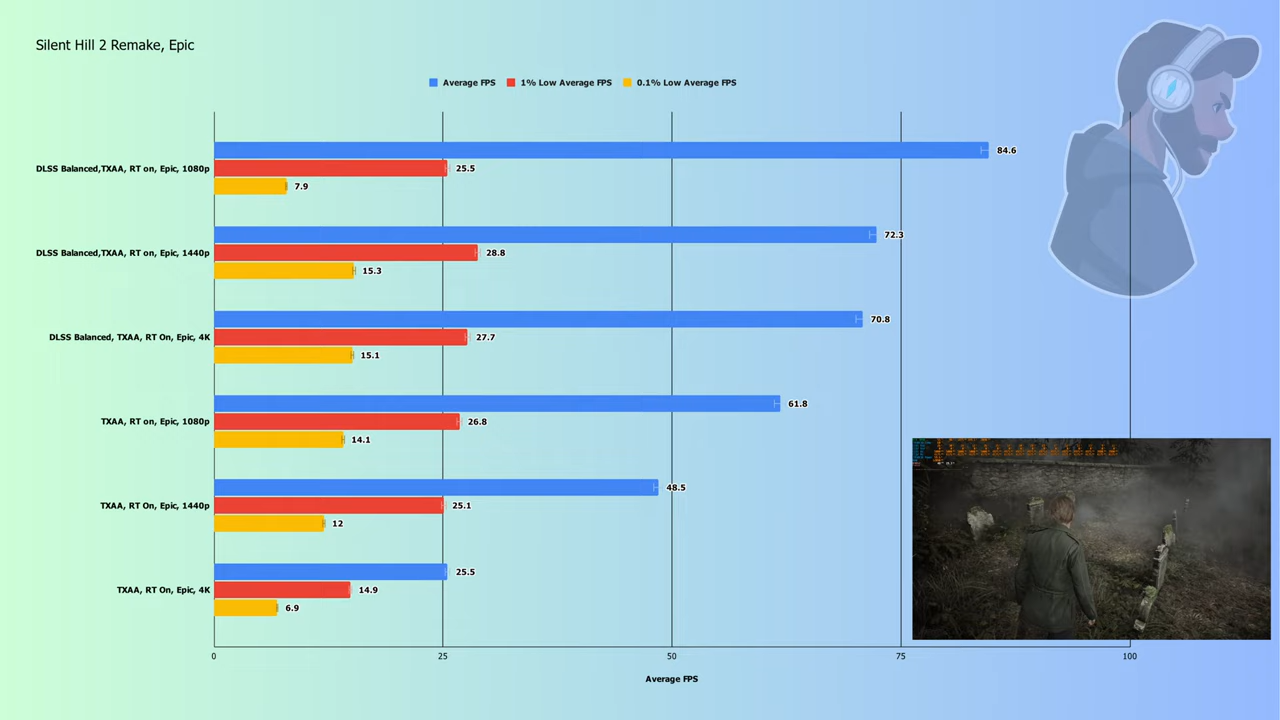 Silent Hill 2 Remake, Epic
Average FPS 1% Low Average FPS 0.1% Low Average FPS
DLSS Balanced,TXAA, RT on, Epic, 1080p
84.6
25.5
7.9
DLSS Balanced,TXAA, RT on, Epic, 1440p
72.3
28.8
15.3
DLSS Balanced, TXAA, RT On, Epic, 4K
70.8
27.7
15.1
TXAA, RT on, Epic, 1080p
61.8
26.8
14.1
TXAA, RT On, Epic, 1440p
48.5
25.1
12
TXAA, RT On, Epic, 4K
25.5
14.9
6.9
0 25 50 75 100
Average FPS